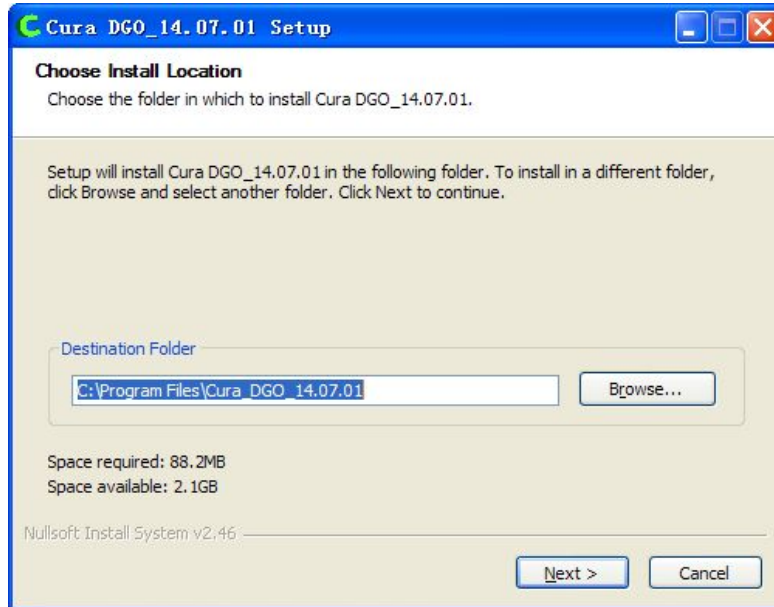 Cura DGO_14.07.01 Setup
Choose Install Location
Choose the folder in which to install Cura DGO_14.07.01.
Setup will install Cura DGO_14.07.01 in the following folder. To install in a different folder,
click Browse and select another folder. Click Next to continue.
Destination Folder
C:\Program Files\Cura_DGO_14.07.01
Browse...
Space required: 88.2MB
Space available: 2.1GB
Nullsoft Install System v2.46
Next >
Cancel